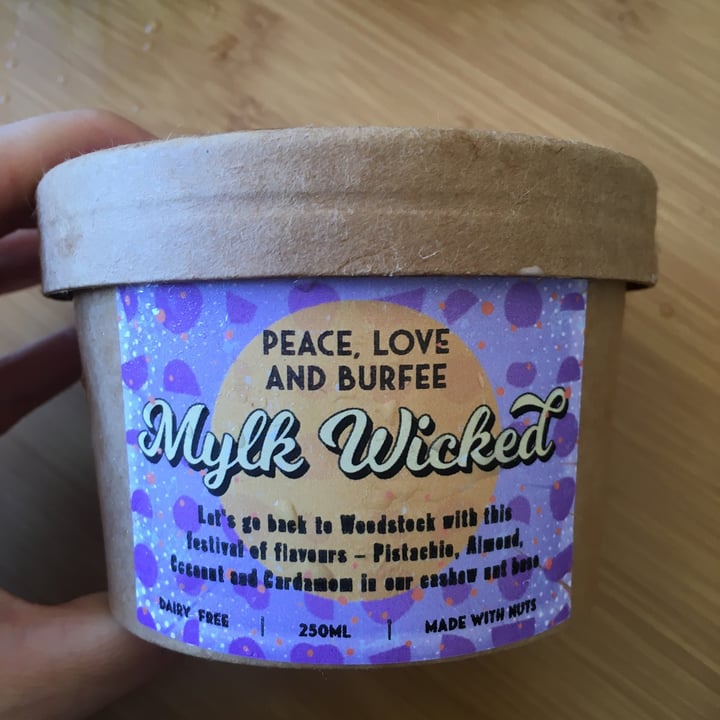 PEACE, LOVE
AND BURFEE
Mylk Wicked
Let's go back to Woodstock with this
festival of flavours – Pistachio, Almond,
Coconut and Cardamom in our cashew nut base
DAIRY FREE | 250ML | MADE WITH NUTS